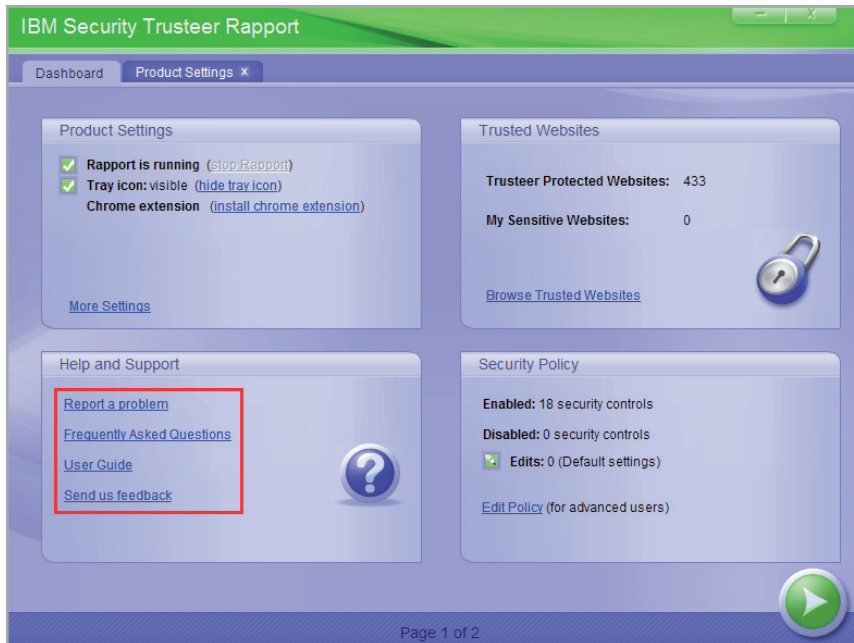 IBM Security Trusteer Rapport
Dashboard
Product Settings x
Product Settings
Rapport is running (stop Rapport)
Tray icon: visible (hide tray icon)
Chrome extension (install chrome extension)
More Settings
Trusted Websites
Trusteer Protected Websites: 433
My Sensitive Websites: 0
Browse Trusted Websites
Help and Support
Report a problem
Frequently Asked Questions
User Guide
Send us feedback
Security Policy
Enabled: 18 security controls
Disabled: 0 security controls
Edits: 0 (Default settings)
Edit Policy (for advanced users)
Page 1 of 2